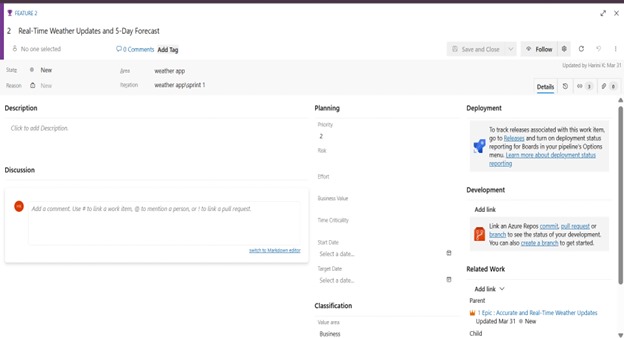 FEATURE 2
2 Real-Time Weather Updates and 5-Day Forecast
No one selected
0 Comments Add Tag
Save and Close
Follow
Updated by Harini K: Mar 31
State New
Area weather app
Reason New
Iteration weather app\sprint 1
Details
Description
Click to add Description.
Discussion
Add a comment. Use # to link a work item, @ to mention a person, or ! to link a pull request.
switch to Markdown editor
Planning
Priority
2
Risk
Effort
Business Value
Time Criticality
Start Date
Select a date...
Target Date
Select a date...
Classification
Value area
Business
Deployment
To track releases associated with this work item,
go to Releases and turn on deployment status
reporting for Boards in your pipeline's Options
menu. Learn more about deployment status
reporting
Development
Add link
Link an Azure Repos commit, pull request or
branch to see the status of your development.
You can also create a branch to get started.
Related Work
Add link
Parent
1 Epic : Accurate and Real-Time Weather Updates
Updated Mar 31 New
Child